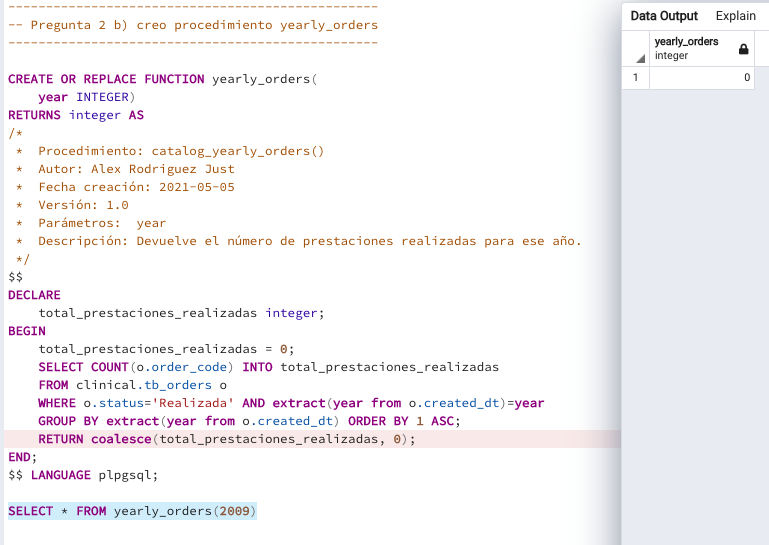 -------------------------------------------------
-- Pregunta 2 b) creo procedimiento yearly_orders
-------------------------------------------------
CREATE OR REPLACE FUNCTION yearly_orders(
    year INTEGER)
RETURNS integer AS
/*
 *  Procedimiento: catalog_yearly_orders()
 *  Autor: Alex Rodriguez Just
 *  Fecha creación: 2021-05-05
 *  Versión: 1.0
 *  Parámetros:  year
 *  Descripción: Devuelve el número de prestaciones realizadas para ese año.
 */
$$
DECLARE
    total_prestaciones_realizadas integer;
BEGIN
    total_prestaciones_realizadas = 0;
    SELECT COUNT(o.order_code) INTO total_prestaciones_realizadas
    FROM clinical.tb_orders o
    WHERE o.status='Realizada' AND extract(year from o.created_dt)=year
    GROUP BY extract(year from o.created_dt) ORDER BY 1 ASC;
    RETURN coalesce(total_prestaciones_realizadas, 0);
END;
$$ LANGUAGE plpgsql;
SELECT * FROM yearly_orders(2009)
Data Output Explain
yearly_orders
integer
1 0